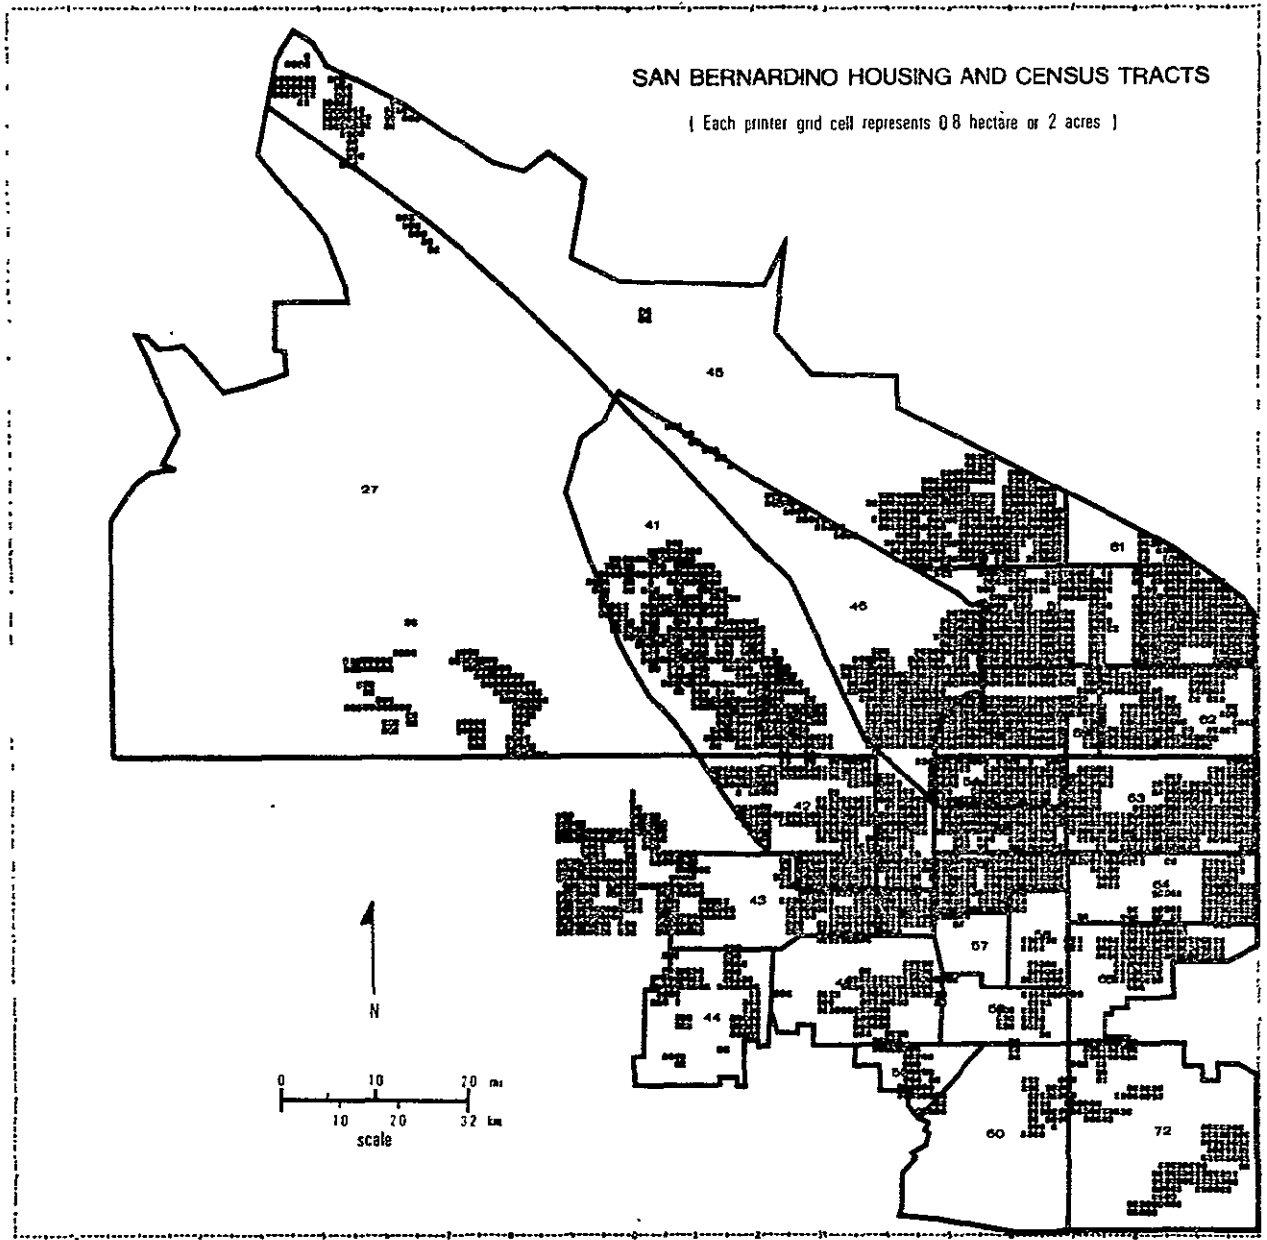 SAN BERNARDINO HOUSING AND CENSUS TRACTS
( Each printer grid cell represents 0 8 hectare or 2 acres )
45
27
41
61
46
62
63
42
64
43
57
44
60
72
N
0 10 20 mi
10 20 32 km
scale